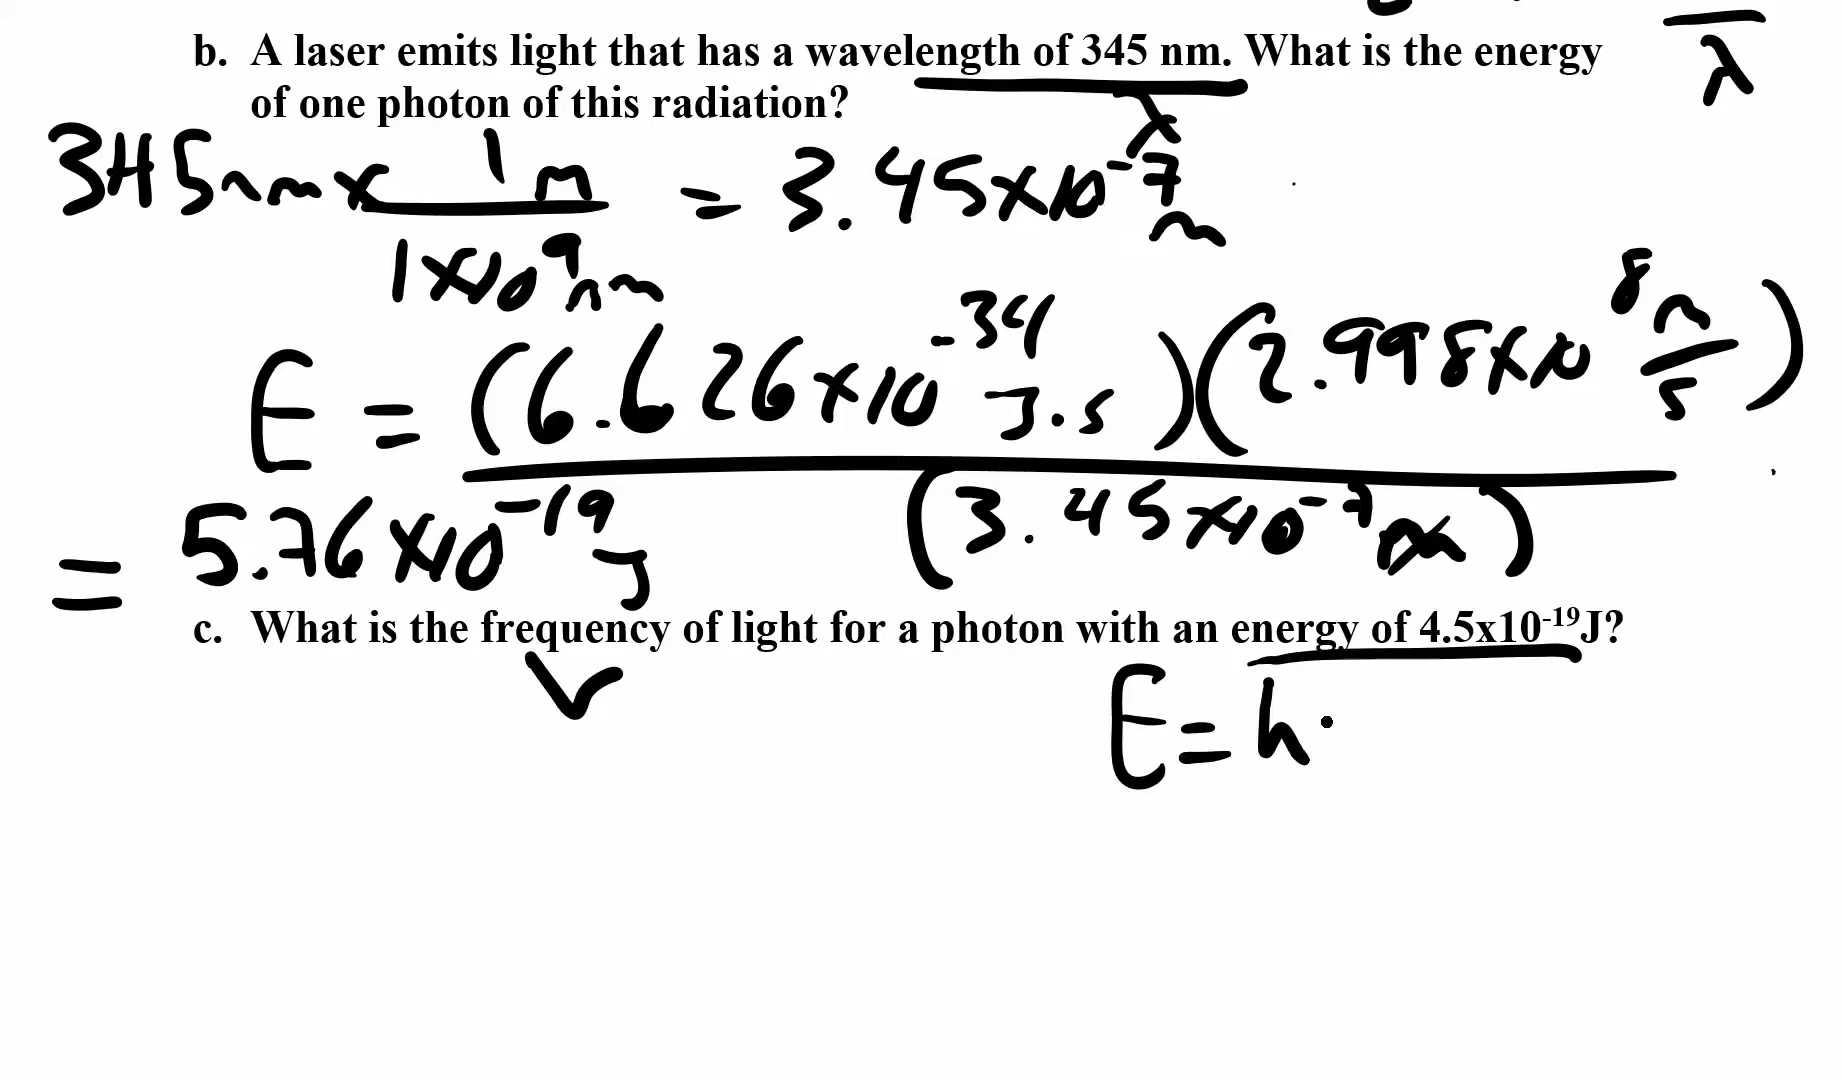 b. A laser emits light that has a wavelength of 345 nm. What is the energy
of one photon of this radiation?
λ
λ
345nm x 1m / 1x10⁹nm = 3.45x10⁻⁷m
E = (6.626x10⁻³⁴ J·s)(2.998x10⁸ m/s)
(3.45x10⁻⁷m)
= 5.76x10⁻¹⁹J
c. What is the frequency of light for a photon with an energy of 4.5x10⁻¹⁹J?
ν
E=h·